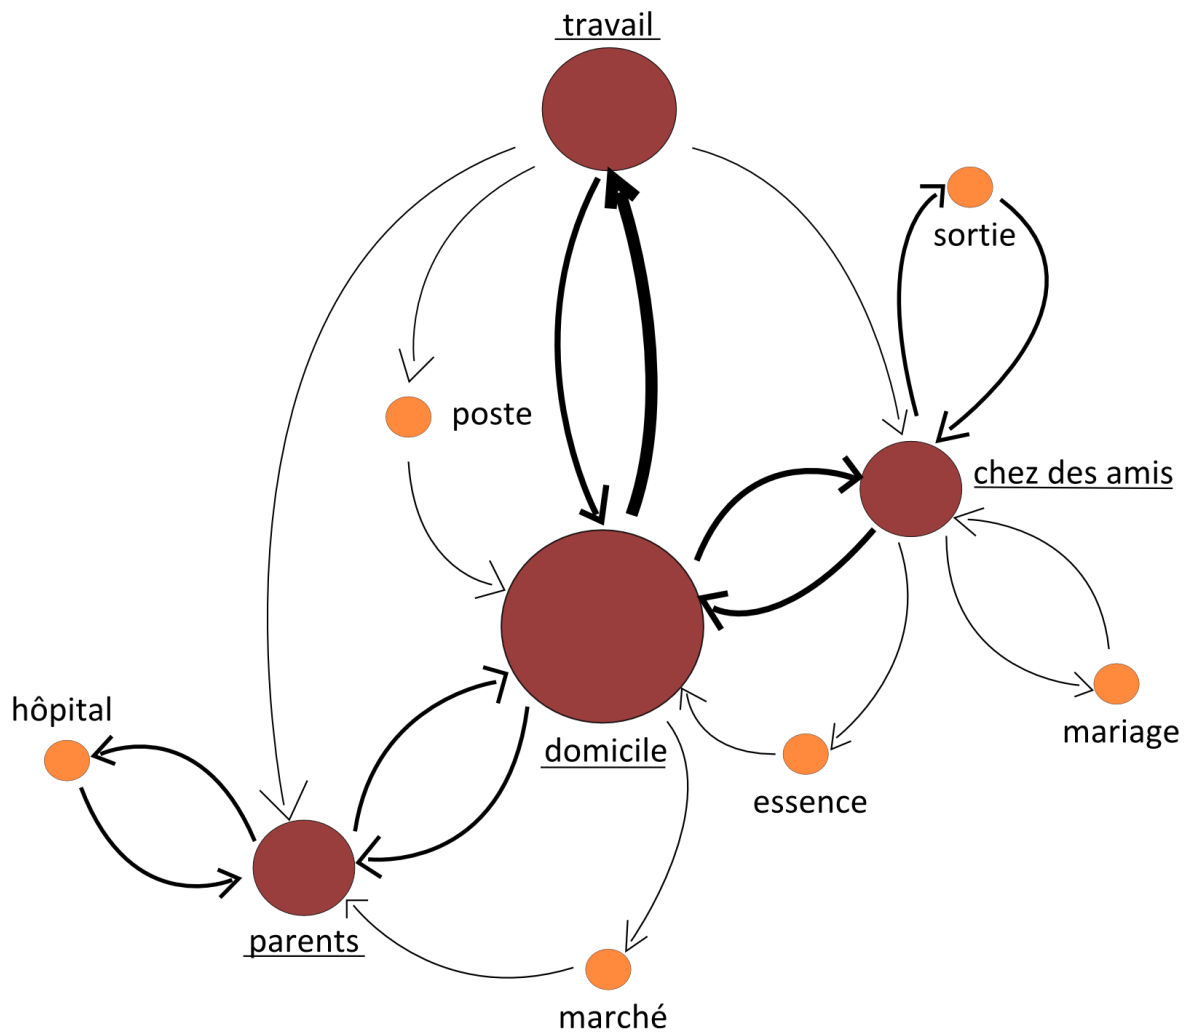 travail
sortie
poste
chez des amis
hôpital
mariage
domicile
essence
parents
marché